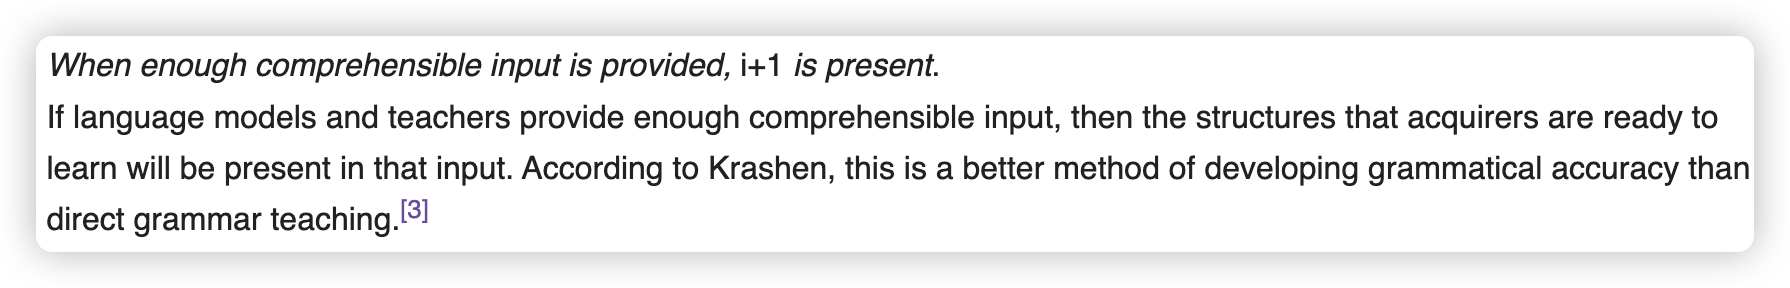 When enough comprehensible input is provided, i+1 is present.
If language models and teachers provide enough comprehensible input, then the structures that acquirers are ready to
learn will be present in that input. According to Krashen, this is a better method of developing grammatical accuracy than
direct grammar teaching.[3]